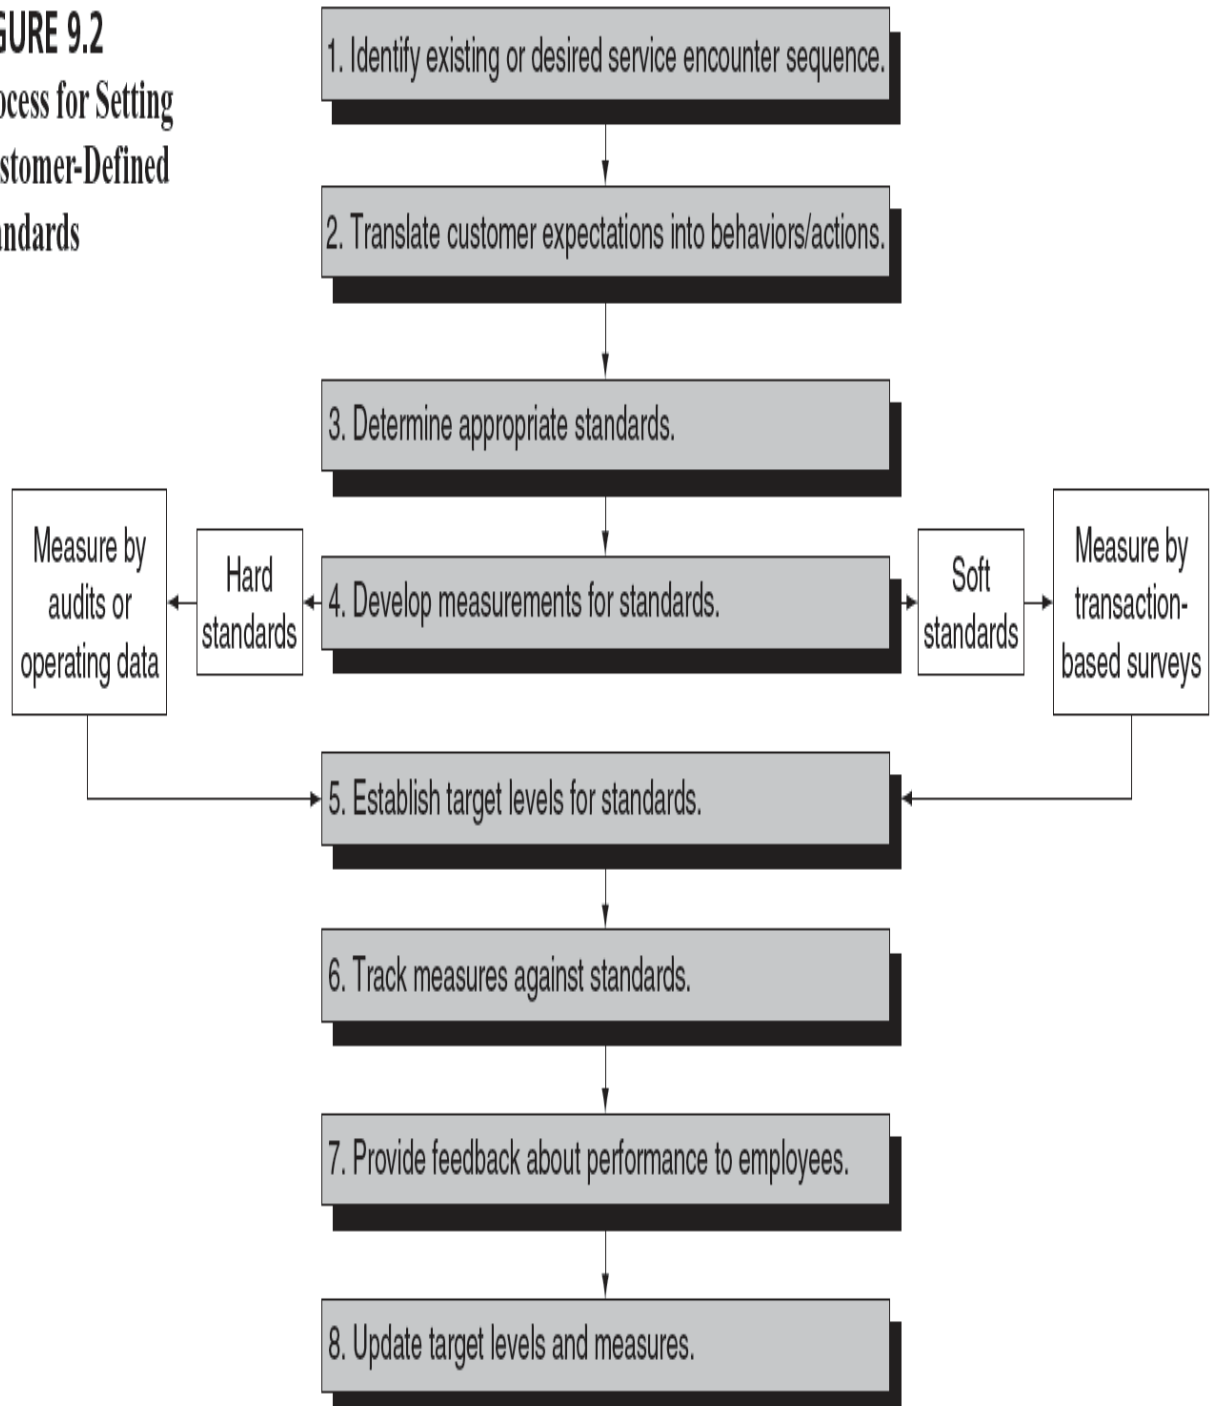 GURE 9.2
ocess for Setting
stomer-Defined
andards
1. Identify existing or desired service encounter sequence.
2. Translate customer expectations into behaviors/actions.
3. Determine appropriate standards.
Measure by
audits or
operating data
Hard
standards
4. Develop measurements for standards.
Soft
standards
Measure by
transaction-
based surveys
5. Establish target levels for standards.
6. Track measures against standards.
7. Provide feedback about performance to employees.
8. Update target levels and measures.